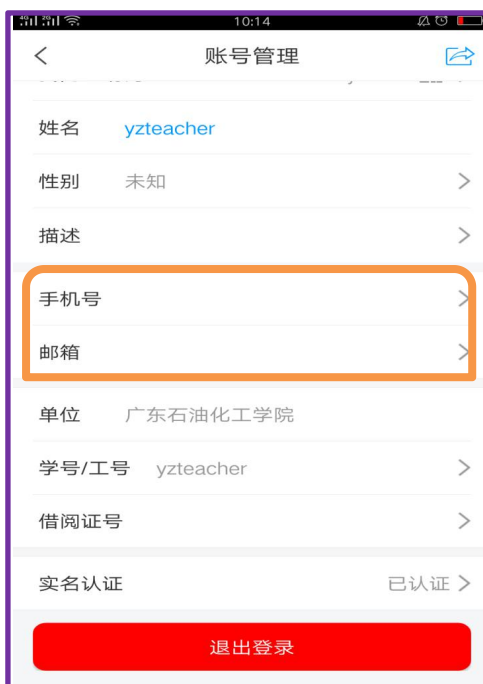 10:14
账号管理
姓名 yzteacher
性别 未知
描述
手机号
邮箱
单位 广东石油化工学院
学号/工号 yzteacher
借阅证号
实名认证 已认证
退出登录